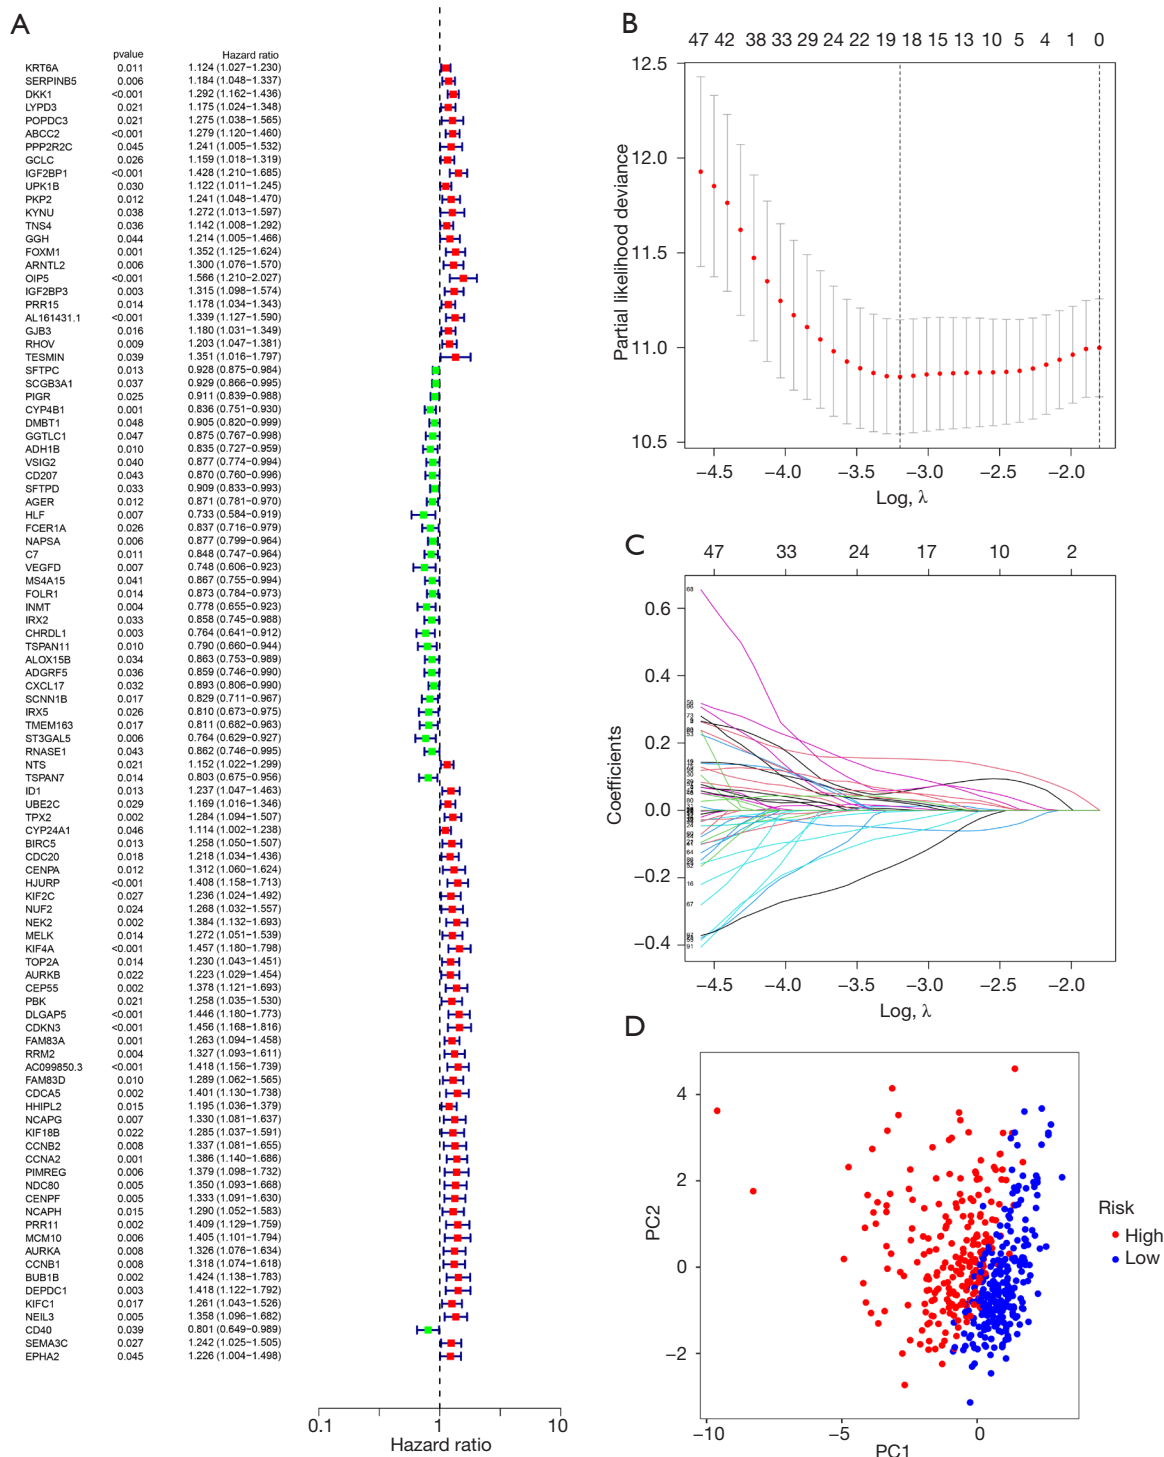 A
pvalue Hazard ratio
KRT6A 0.011 1.124 (1.027−1.230)
SERPINB5 0.006 1.184 (1.048−1.337)
DKK1 <0.001 1.292 (1.162−1.436)
LYPD3 0.021 1.175 (1.024−1.348)
POPDC3 0.021 1.275 (1.038−1.565)
ABCC2 <0.001 1.279 (1.120−1.460)
PPP2R2C 0.045 1.241 (1.005−1.532)
GCLC 0.026 1.159 (1.018−1.319)
IGF2BP1 <0.001 1.428 (1.210−1.685)
UPK1B 0.030 1.122 (1.011−1.245)
PKP2 0.012 1.241 (1.048−1.470)
KYNU 0.038 1.272 (1.013−1.597)
TNS4 0.036 1.142 (1.008−1.292)
GGH 0.044 1.214 (1.005−1.466)
FOXM1 0.001 1.352 (1.125−1.624)
ARNTL2 0.006 1.300 (1.076−1.570)
OIP5 <0.001 1.566 (1.210−2.027)
IGF2BP3 0.003 1.315 (1.098−1.574)
PRR15 0.014 1.178 (1.034−1.343)
AL161431.1 <0.001 1.339 (1.127−1.590)
GJB3 0.016 1.180 (1.031−1.349)
RHOV 0.009 1.203 (1.047−1.381)
TESMIN 0.039 1.351 (1.016−1.797)
SFTPC 0.013 0.928 (0.875−0.984)
SCGB3A1 0.037 0.929 (0.866−0.995)
PIGR 0.025 0.911 (0.839−0.988)
CYP4B1 0.001 0.836 (0.751−0.930)
DMBT1 0.048 0.905 (0.820−0.999)
GGTLC1 0.047 0.875 (0.767−0.998)
ADH1B 0.010 0.835 (0.727−0.959)
VSIG2 0.040 0.877 (0.774−0.994)
CD207 0.043 0.870 (0.760−0.996)
SFTPD 0.033 0.909 (0.833−0.993)
AGER 0.012 0.871 (0.781−0.970)
HLF 0.007 0.733 (0.584−0.919)
FCER1A 0.026 0.837 (0.716−0.979)
NAPSA 0.006 0.877 (0.799−0.964)
C7 0.011 0.848 (0.747−0.964)
VEGFD 0.007 0.748 (0.606−0.923)
MS4A15 0.041 0.867 (0.755−0.994)
FOLR1 0.014 0.873 (0.784−0.973)
INMT 0.004 0.778 (0.655−0.923)
IRX2 0.033 0.858 (0.745−0.988)
CHRDL1 0.003 0.764 (0.641−0.912)
TSPAN11 0.010 0.790 (0.660−0.944)
ALOX15B 0.034 0.863 (0.753−0.989)
ADGRF5 0.036 0.859 (0.746−0.990)
CXCL17 0.032 0.893 (0.806−0.990)
SCNN1B 0.017 0.829 (0.711−0.967)
IRX5 0.026 0.810 (0.673−0.975)
TMEM163 0.017 0.811 (0.682−0.963)
ST3GAL5 0.006 0.764 (0.629−0.927)
RNASE1 0.043 0.862 (0.746−0.995)
NTS 0.021 1.152 (1.022−1.299)
TSPAN7 0.014 0.803 (0.675−0.956)
ID1 0.013 1.237 (1.047−1.463)
UBE2C 0.029 1.169 (1.016−1.346)
TPX2 0.002 1.284 (1.094−1.507)
CYP24A1 0.046 1.114 (1.002−1.238)
BIRC5 0.013 1.258 (1.050−1.507)
CDC20 0.018 1.218 (1.034−1.436)
CENPA 0.012 1.312 (1.060−1.624)
HJURP <0.001 1.408 (1.158−1.713)
KIF2C 0.027 1.236 (1.024−1.492)
NUF2 0.024 1.268 (1.032−1.557)
NEK2 0.002 1.384 (1.132−1.693)
MELK 0.014 1.272 (1.051−1.539)
KIF4A <0.001 1.457 (1.180−1.798)
TOP2A 0.014 1.230 (1.043−1.451)
AURKB 0.022 1.223 (1.029−1.454)
CEP55 0.002 1.378 (1.121−1.693)
PBK 0.021 1.258 (1.035−1.530)
DLGAP5 <0.001 1.446 (1.180−1.773)
CDKN3 <0.001 1.456 (1.168−1.816)
FAM83A 0.001 1.263 (1.094−1.458)
RRM2 0.004 1.327 (1.093−1.611)
AC099850.3 <0.001 1.418 (1.156−1.739)
FAM83D 0.010 1.289 (1.062−1.565)
CDCA5 0.002 1.401 (1.130−1.738)
HHIPL2 0.015 1.195 (1.036−1.379)
NCAPG 0.007 1.330 (1.081−1.637)
KIF18B 0.022 1.285 (1.037−1.591)
CCNB2 0.008 1.337 (1.081−1.655)
CCNA2 0.001 1.386 (1.140−1.686)
PIMREG 0.006 1.379 (1.098−1.732)
NDC80 0.005 1.350 (1.093−1.668)
CENPF 0.005 1.333 (1.091−1.630)
NCAPH 0.015 1.290 (1.052−1.583)
PRR11 0.002 1.409 (1.129−1.759)
MCM10 0.006 1.405 (1.101−1.794)
AURKA 0.008 1.326 (1.076−1.634)
CCNB1 0.008 1.318 (1.074−1.618)
BUB1B 0.002 1.424 (1.138−1.783)
DEPDC1 0.003 1.418 (1.122−1.792)
KIFC1 0.017 1.261 (1.043−1.526)
NEIL3 0.005 1.358 (1.096−1.682)
CD40 0.039 0.801 (0.649−0.989)
SEMA3C 0.027 1.242 (1.025−1.505)
EPHA2 0.045 1.226 (1.004−1.498)
0.1 1 10
Hazard ratio
B
47 42 38 33 29 24 22 19 18 15 13 10 5 4 1 0
12.5
12.0
11.5
11.0
10.5
Partial likelihood deviance
−4.5 −4.0 −3.5 −3.0 −2.5 −2.0
Log, λ
C
47 33 24 17 10 2
0.6
0.4
0.2
0.0
−0.2
−0.4
Coefficients
68
16
67
91
−4.5 −4.0 −3.5 −3.0 −2.5 −2.0
Log, λ
D
4
2
0
−2
PC2
−10 −5 0
PC1
Risk
High
Low